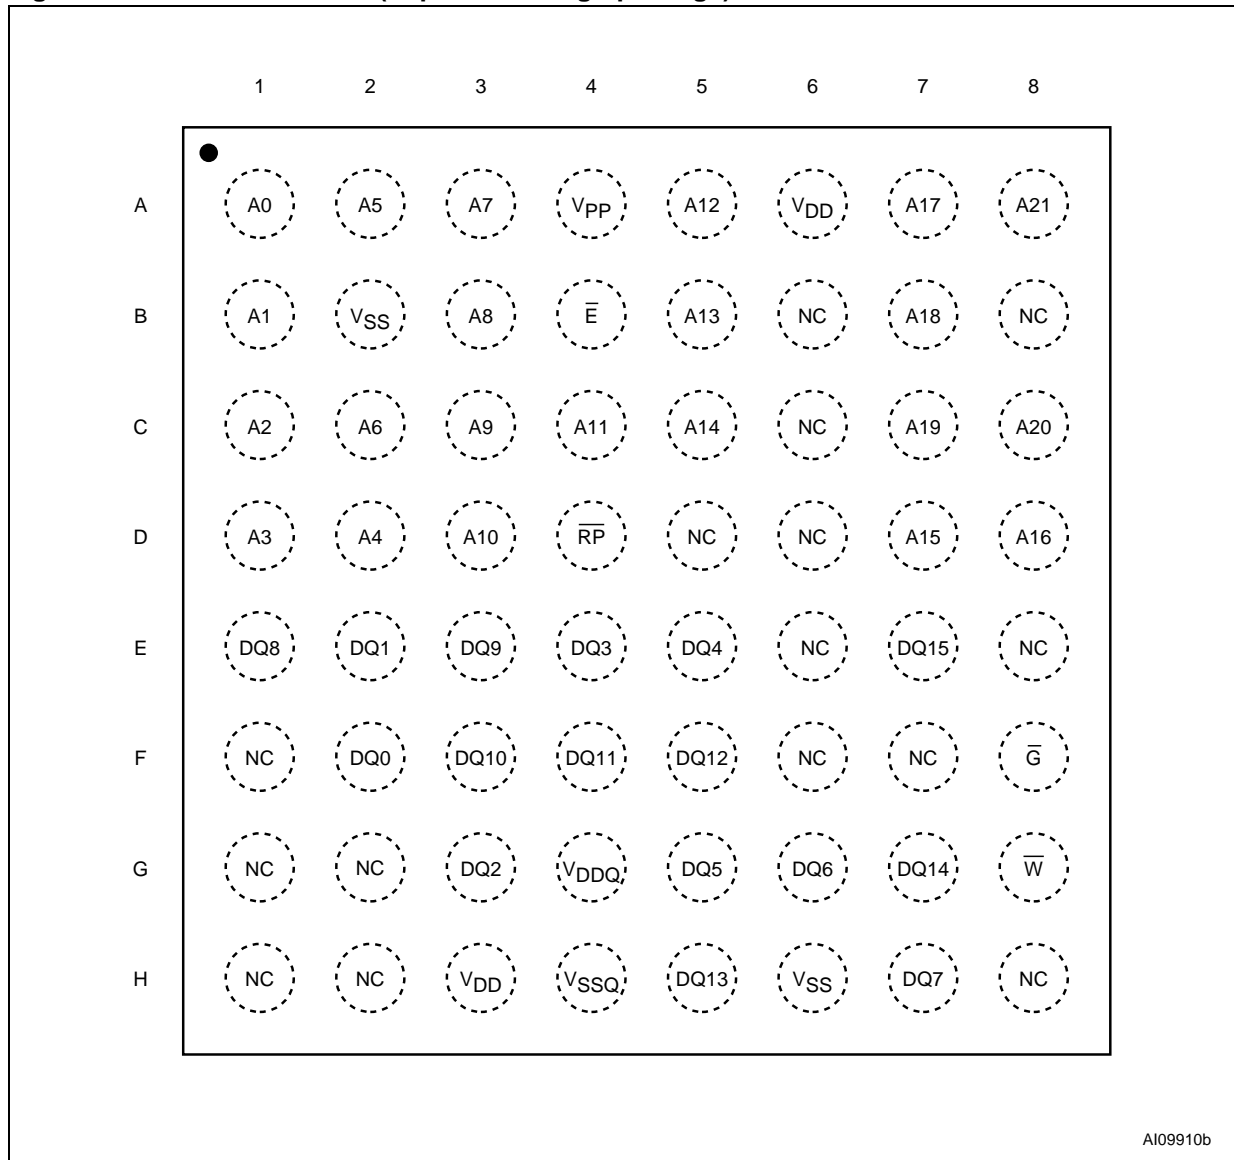 1 2 3 4 5 6 7 8
A A0 A5 A7 VPP A12 VDD A17 A21
B A1 VSS A8 E̅ A13 NC A18 NC
C A2 A6 A9 A11 A14 NC A19 A20
D A3 A4 A10 R̅P̅ NC NC A15 A16
E DQ8 DQ1 DQ9 DQ3 DQ4 NC DQ15 NC
F NC DQ0 DQ10 DQ11 DQ12 NC NC G̅
G NC NC DQ2 VDDQ DQ5 DQ6 DQ14 W̅
H NC NC VDD VSSQ DQ13 VSS DQ7 NC
AI09910b